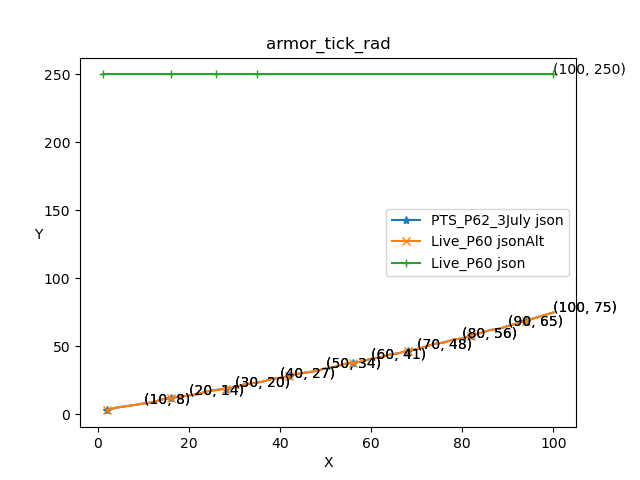 armor_tick_rad
250
200
150
100
50
0
Y
(100, 250)
PTS_P62_3July json
Live_P60 jsonAlt
Live_P60 json
(100, 75)
(90, 65)
(80, 56)
(70, 48)
(60, 41)
(50, 34)
(40, 27)
(30, 20)
(20, 14)
(10, 8)
0 20 40 60 80 100
X